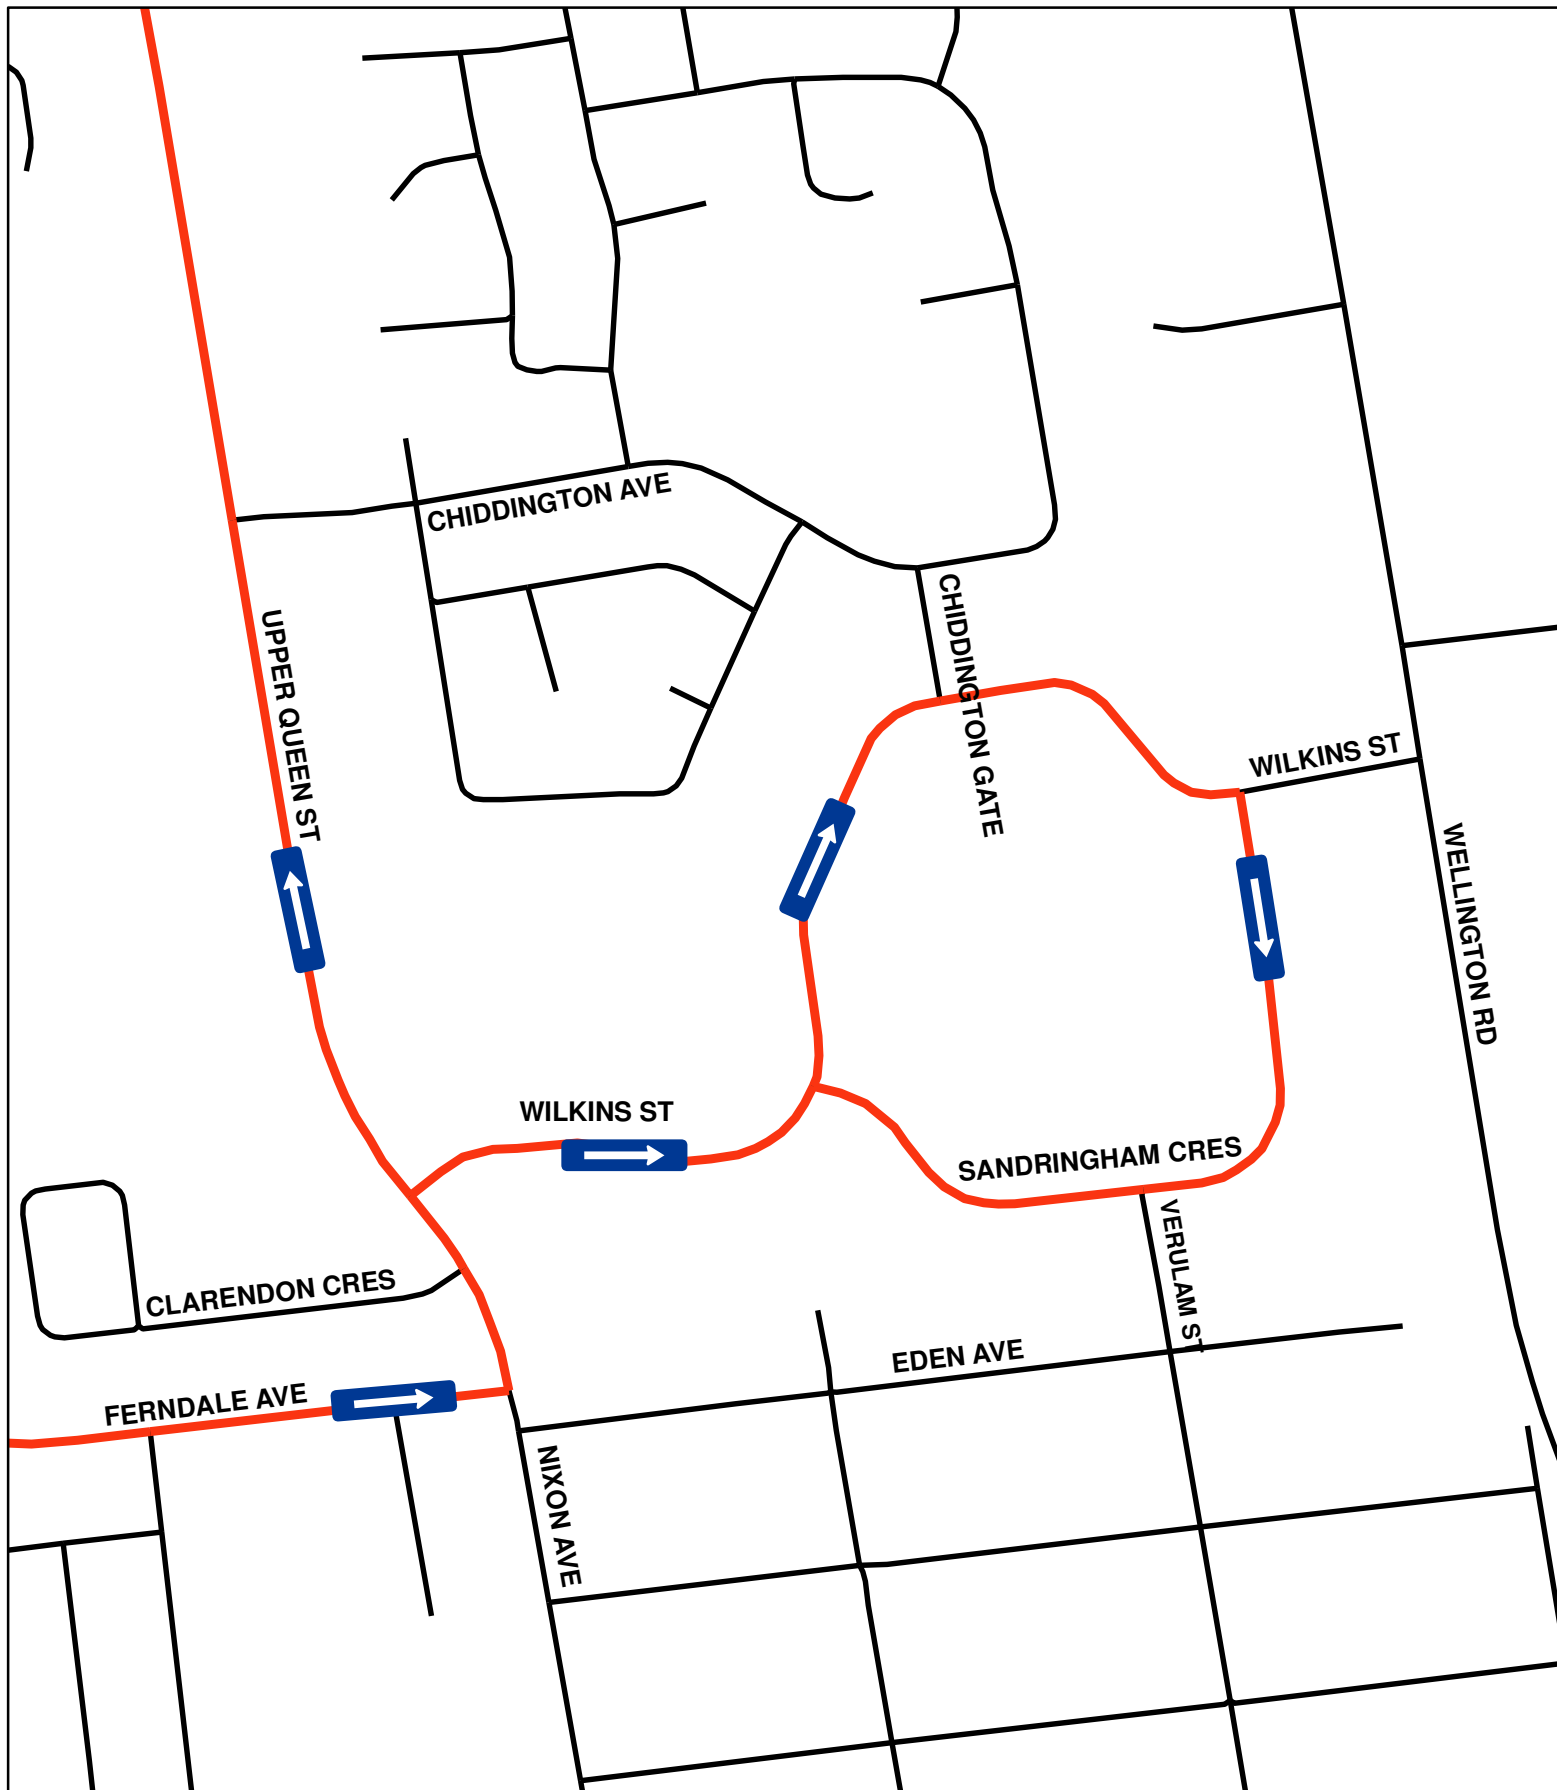 CHIDDINGTON AVE
UPPER QUEEN ST
CHIDDINGTON GATE
WILKINS ST
WELLINGTON RD
WILKINS ST
SANDRINGHAM CRES
VERULAM ST
CLARENDON CRES
EDEN AVE
FERNDALE AVE
NIXON AVE